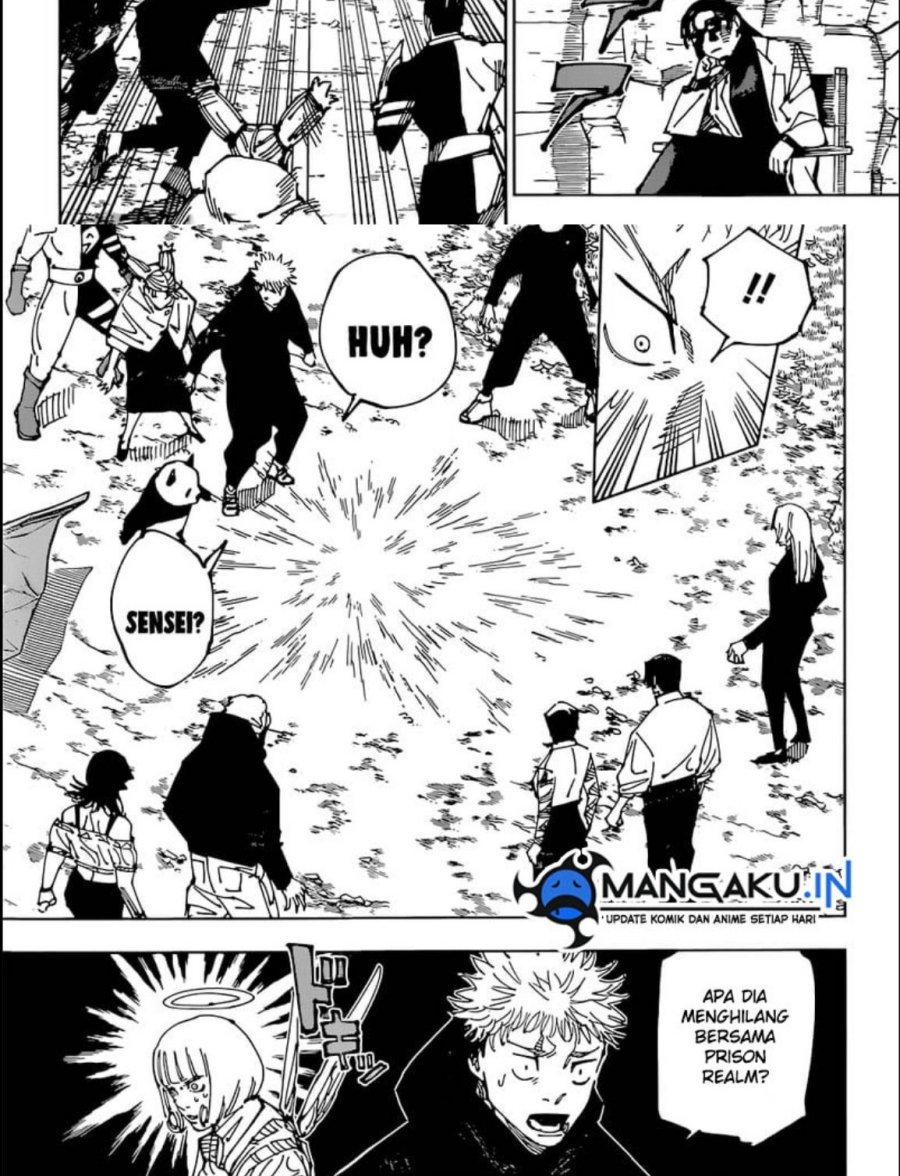 !!
HUH?
SENSEI?
MANGAKU.IN
UPDATE KOMIK DAN ANIME SETIAP HARI
APA DIA
MENGHILANG
BERSAMA
PRISON
REALM?